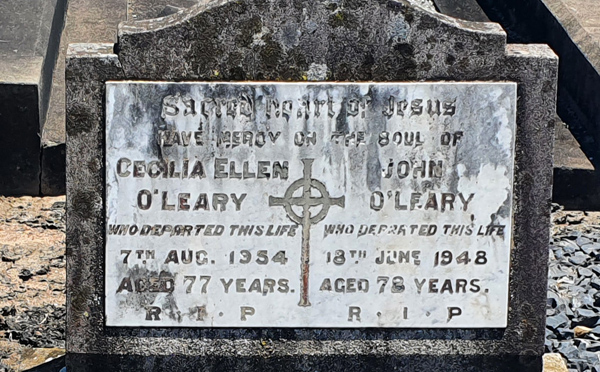 Sacred heart of Jesus
HAVE MERCY ON THE SOUL OF
CECILIA ELLEN
O'LEARY
WHO DEPARTED THIS LIFE
7TH AUG. 1954
AGED 77 YEARS.
R . I . P
JOHN
O'LEARY
WHO DEPARTED THIS LIFE
18TH JUNE 1948
AGED 78 YEARS.
R . I . P